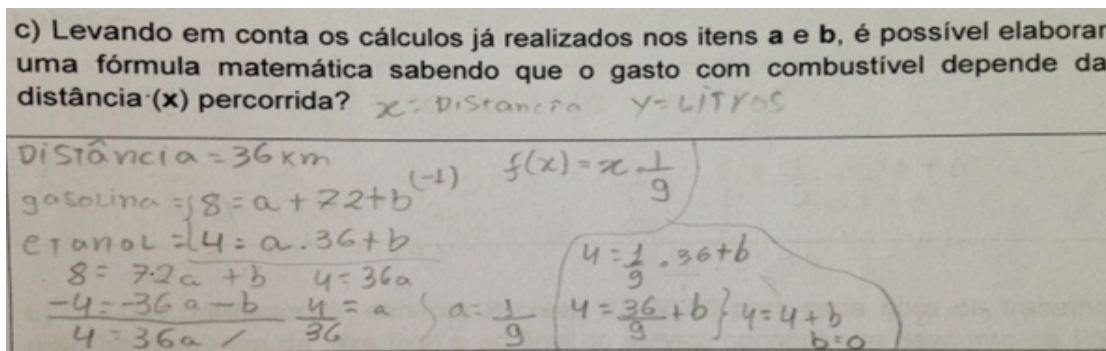 c) Levando em conta os cálculos já realizados nos itens a e b, é possível elaborar
uma fórmula matemática sabendo que o gasto com combustível depende da
distância (x) percorrida? x = Distancia y = LiTros
DiSTância = 36 km
gasolina = { 8 = a + 72 + b (-1)
eTanol = { 4 = a . 36 + b
8 = 72a + b
-4 = -36a - b
4 = 36a /
4 = 36a
4/36 = a
{ a = 1/9
f(x) = x . 1/9
4 = 1/9 . 36 + b
4 = 36/9 + b } 4 = 4 + b
b = 0